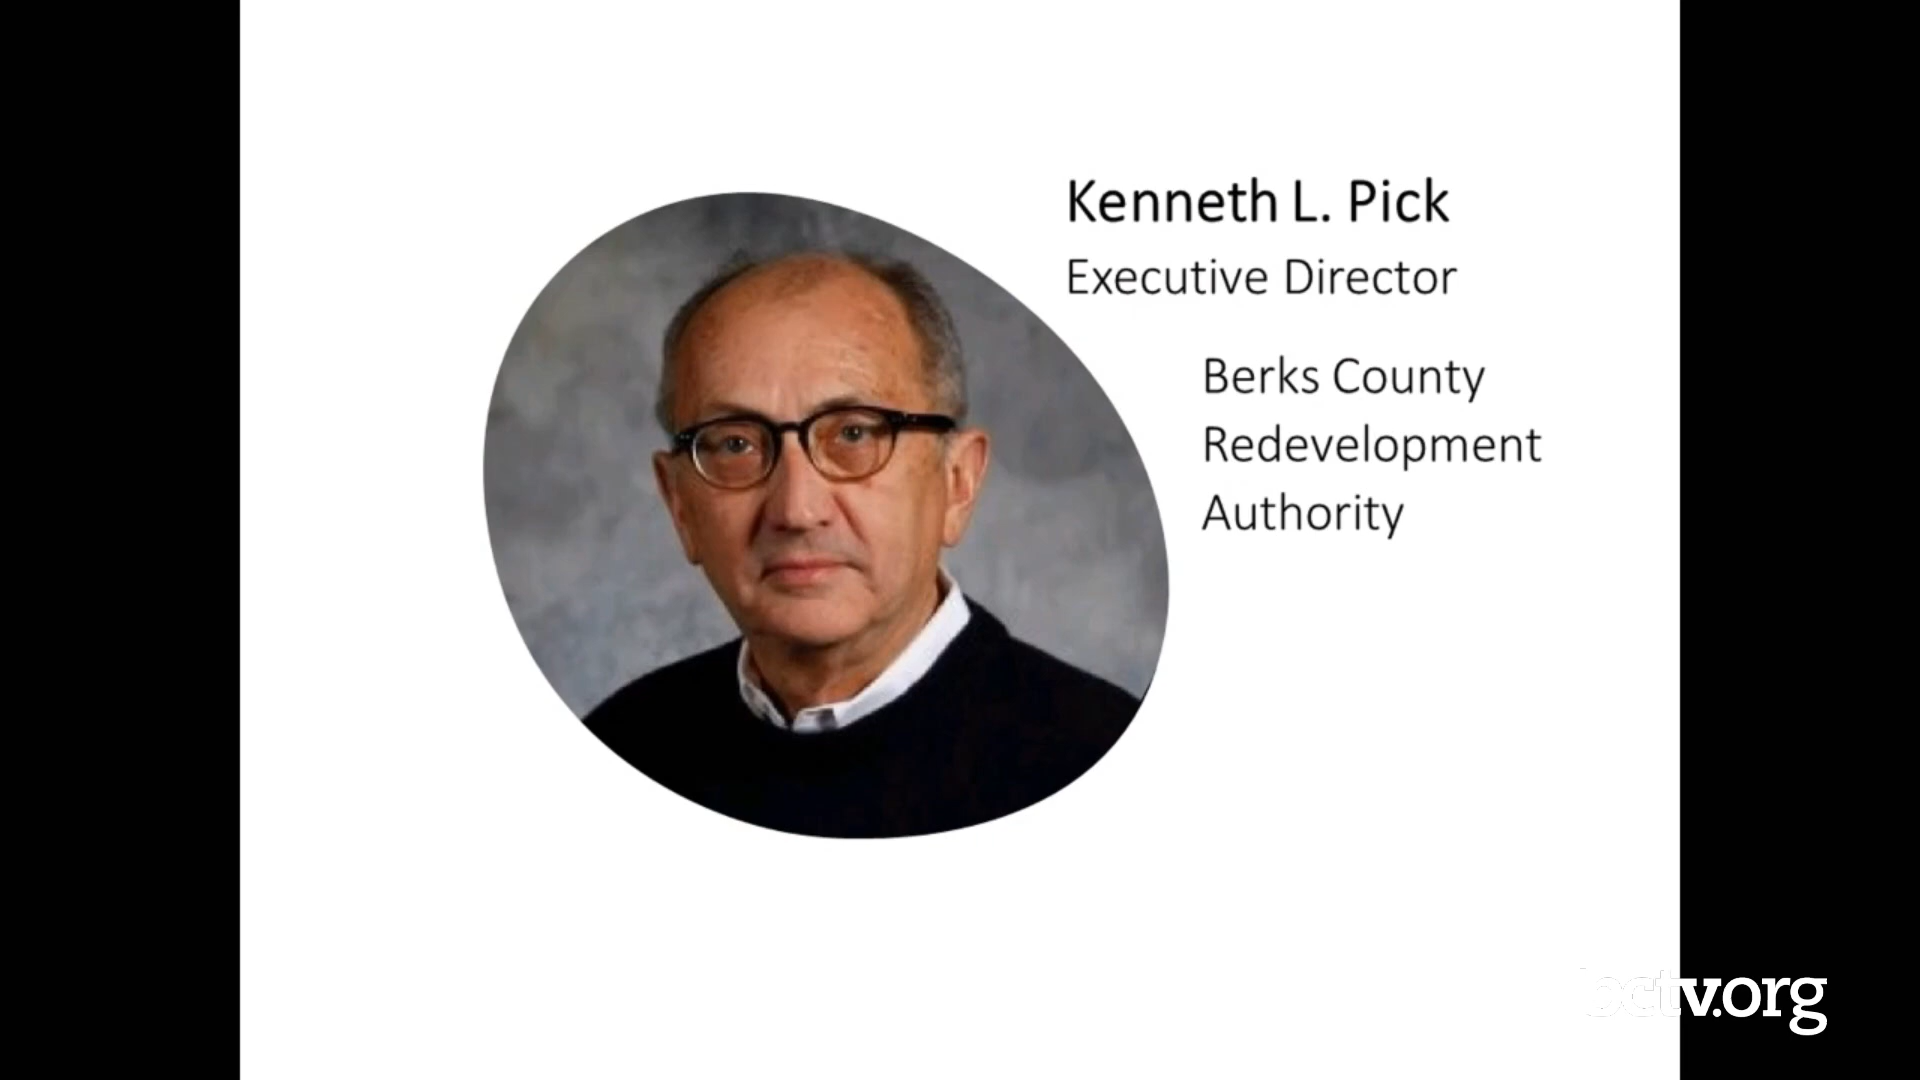 Kenneth L. Pick
Executive Director
Berks County
Redevelopment
Authority
bctv.org